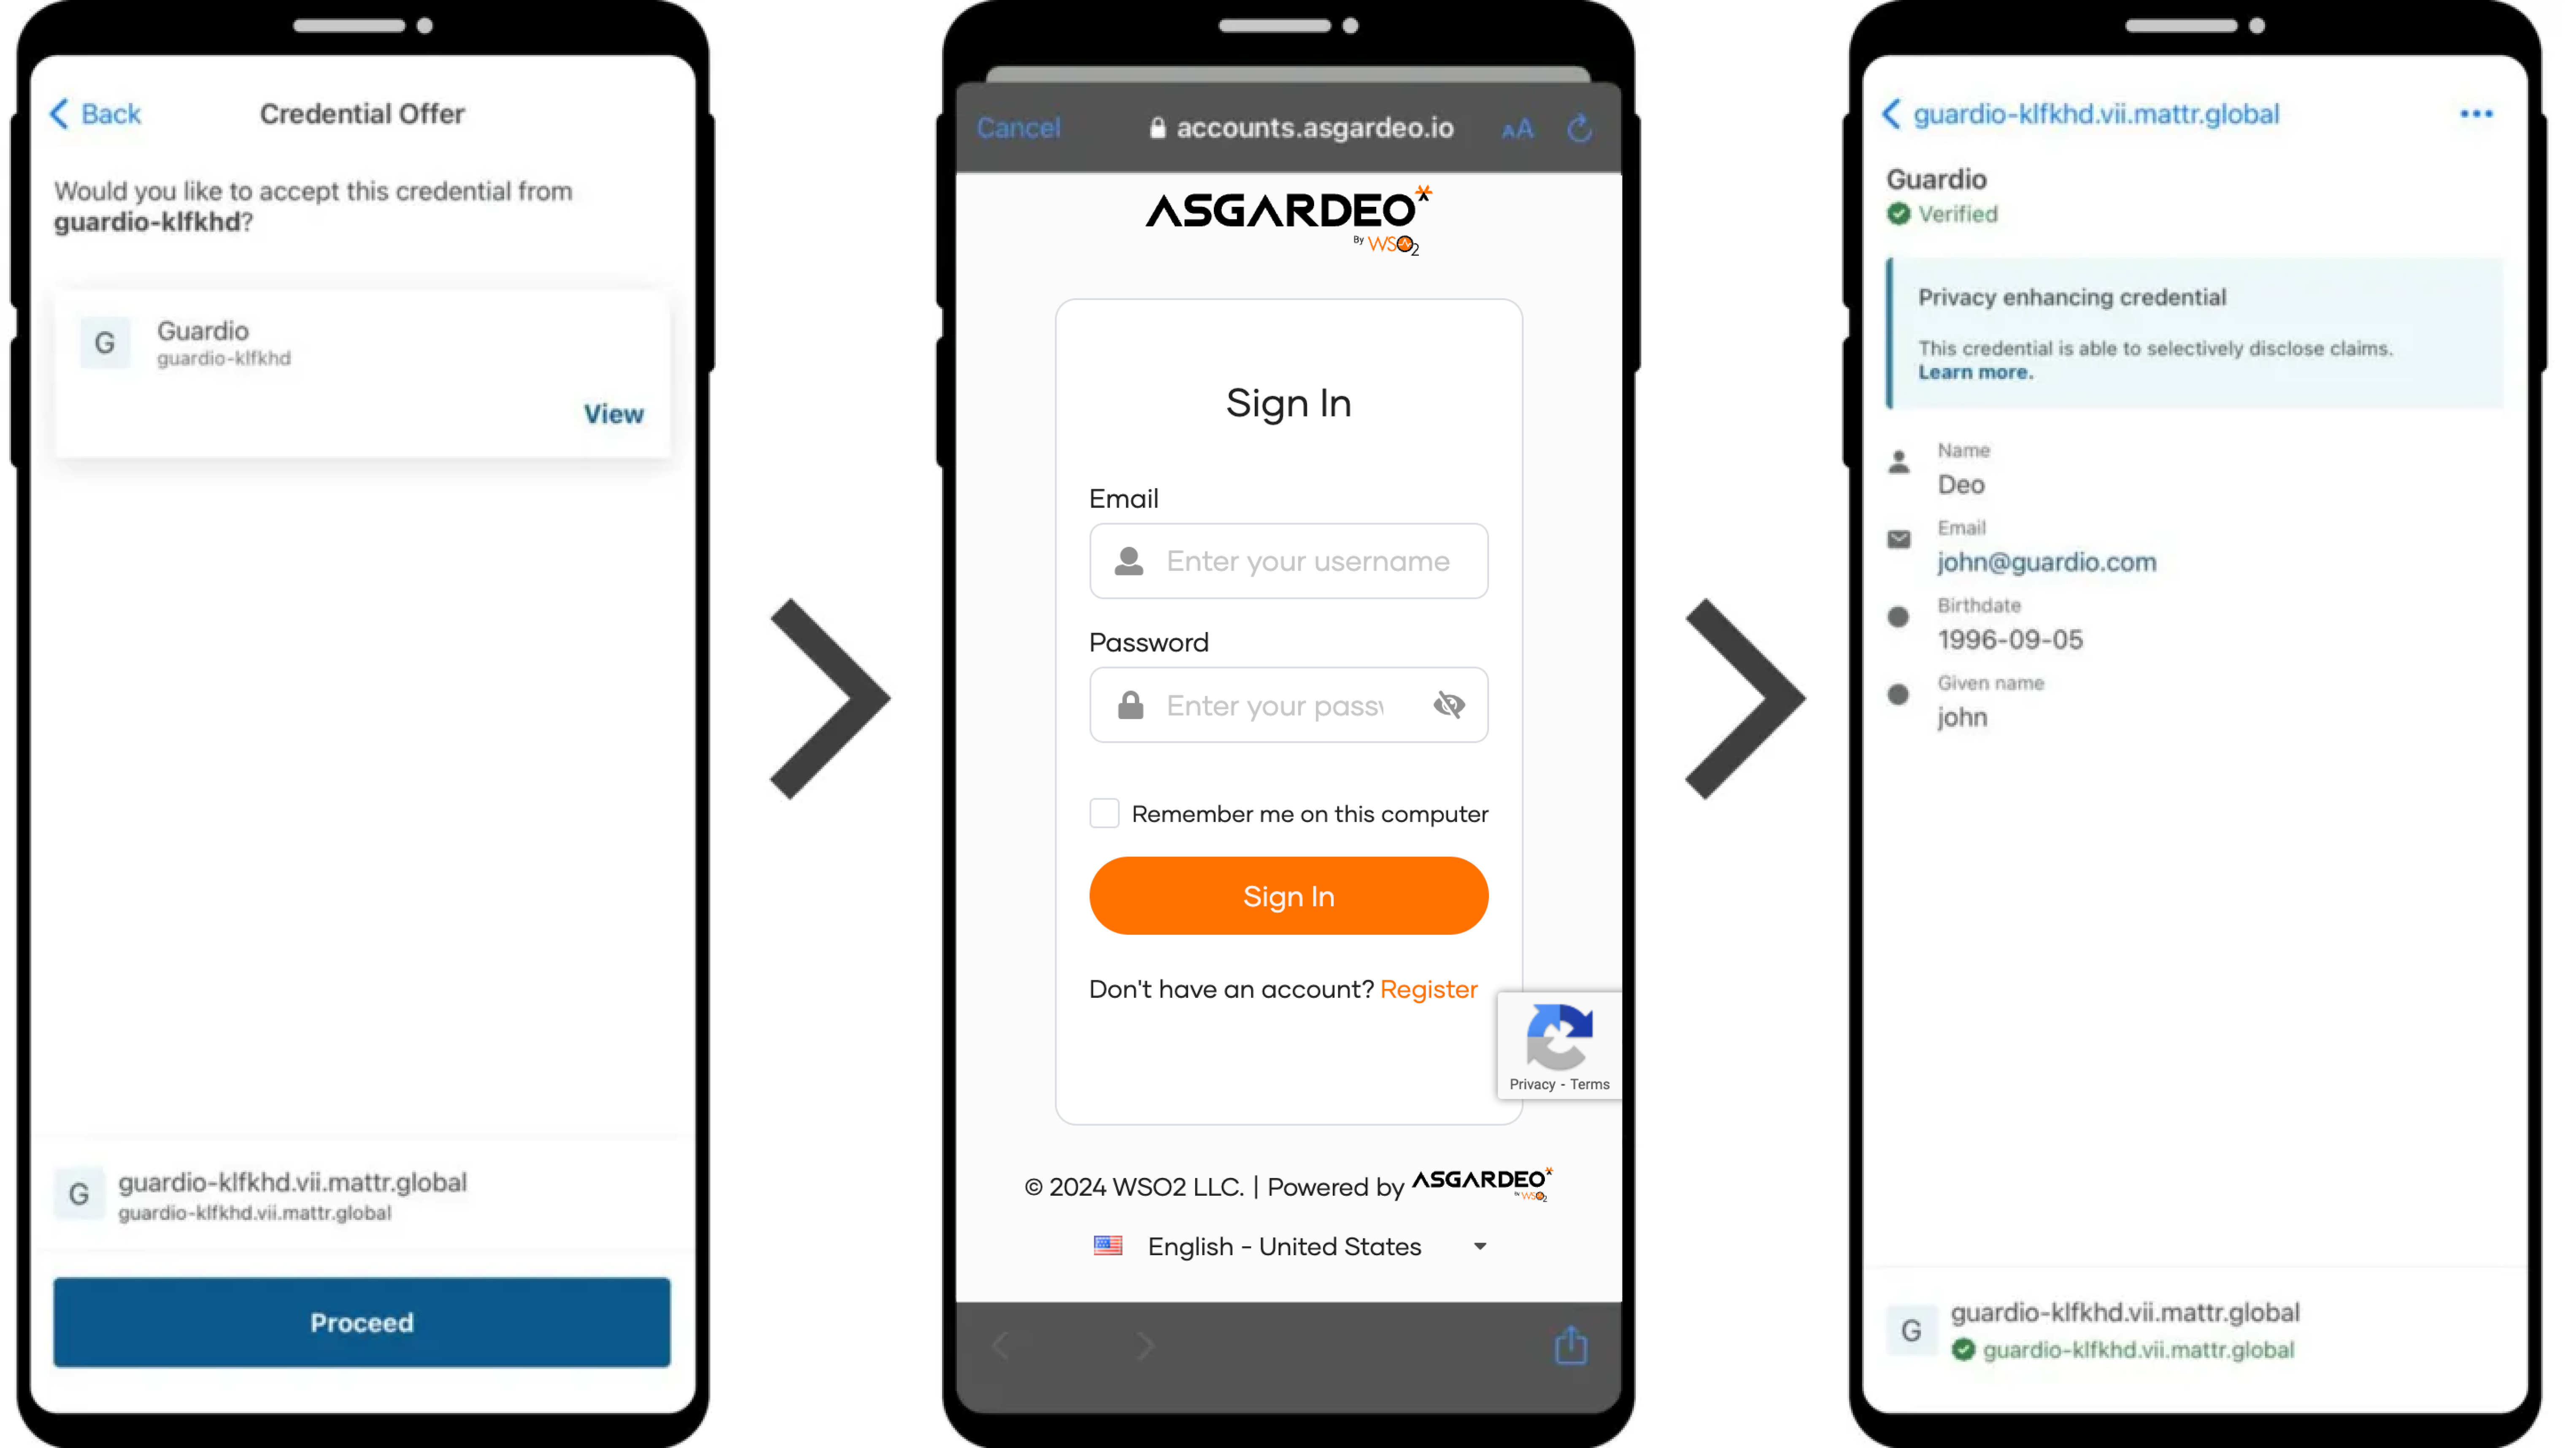 Back
Credential Offer
Would you like to accept this credential from
guardio-klfkhd?
G
Guardio
guardio-klfkhd
View
G
guardio-klfkhd.vii.mattr.global
guardio-klfkhd.vii.mattr.global
Proceed
Cancel
accounts.asgardeo.io
AA
ASGARDEO
By WSO2
Sign In
Email
Enter your username
Password
Enter your passw
Remember me on this computer
Sign In
Don't have an account? Register
Privacy - Terms
© 2024 WSO2 LLC. | Powered by ASGARDEO
By WSO2
English - United States
guardio-klfkhd.vii.mattr.global
Guardio
Verified
Privacy enhancing credential
This credential is able to selectively disclose claims.
Learn more.
Name
Deo
Email
john@guardio.com
Birthdate
1996-09-05
Given name
john
G
guardio-klfkhd.vii.mattr.global
guardio-klfkhd.vii.mattr.global